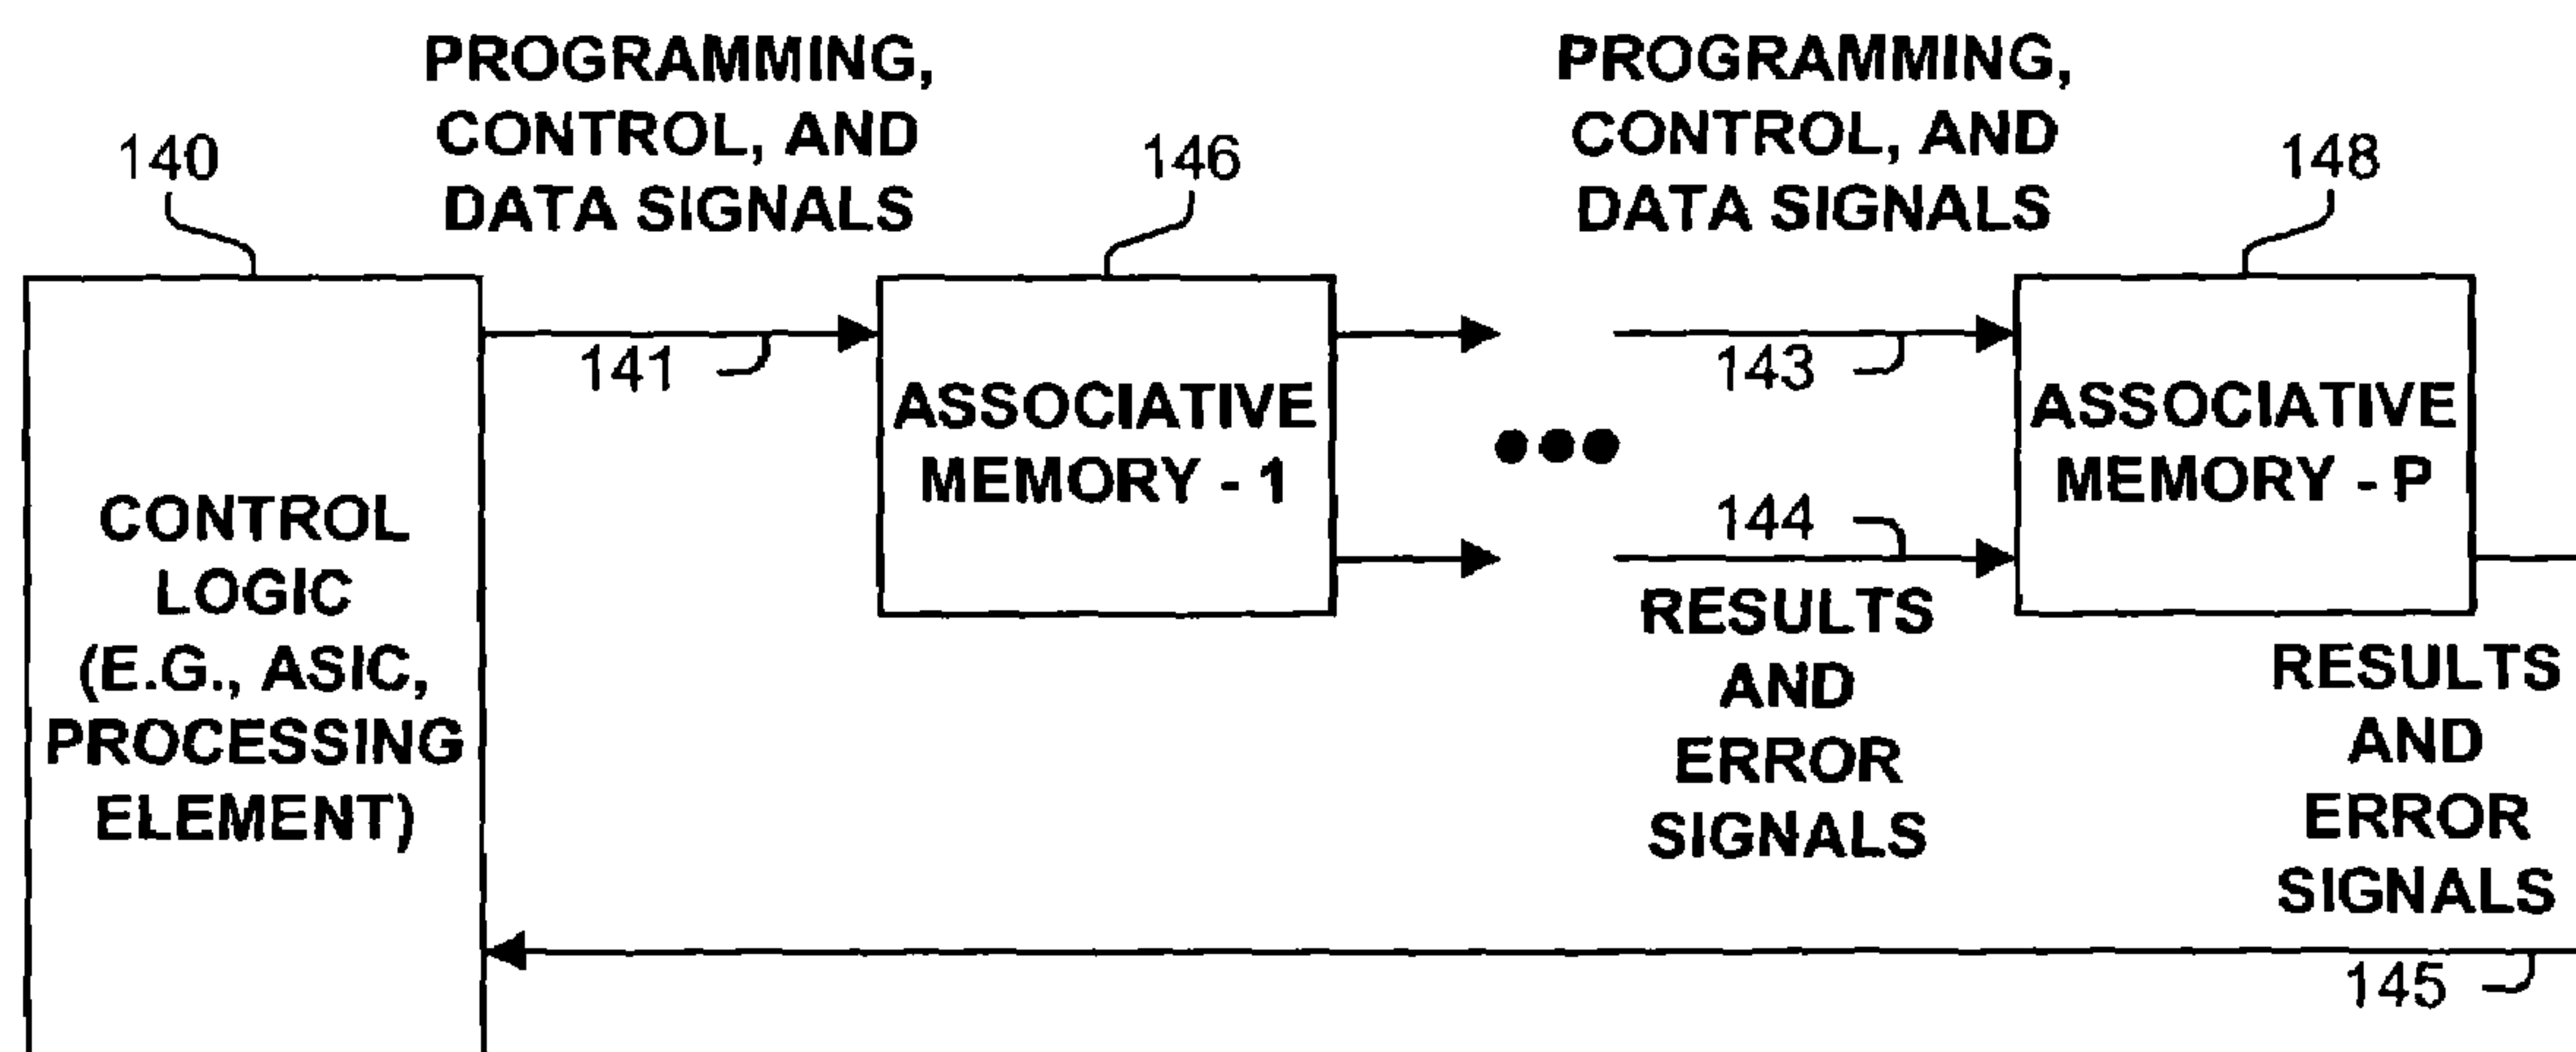 PROGRAMMING,
CONTROL, AND
DATA SIGNALS
PROGRAMMING,
CONTROL, AND
DATA SIGNALS
140
146
148
141
143
ASSOCIATIVE
MEMORY - 1
ASSOCIATIVE
MEMORY - P
144
CONTROL
LOGIC
(E.G., ASIC,
PROCESSING
ELEMENT)
RESULTS
AND
ERROR
SIGNALS
RESULTS
AND
ERROR
SIGNALS
145